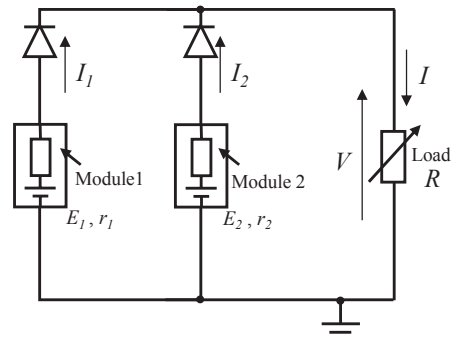 I1
I2
I
V
Load
R
Module1
Module 2
E1 , r1
E2 , r2